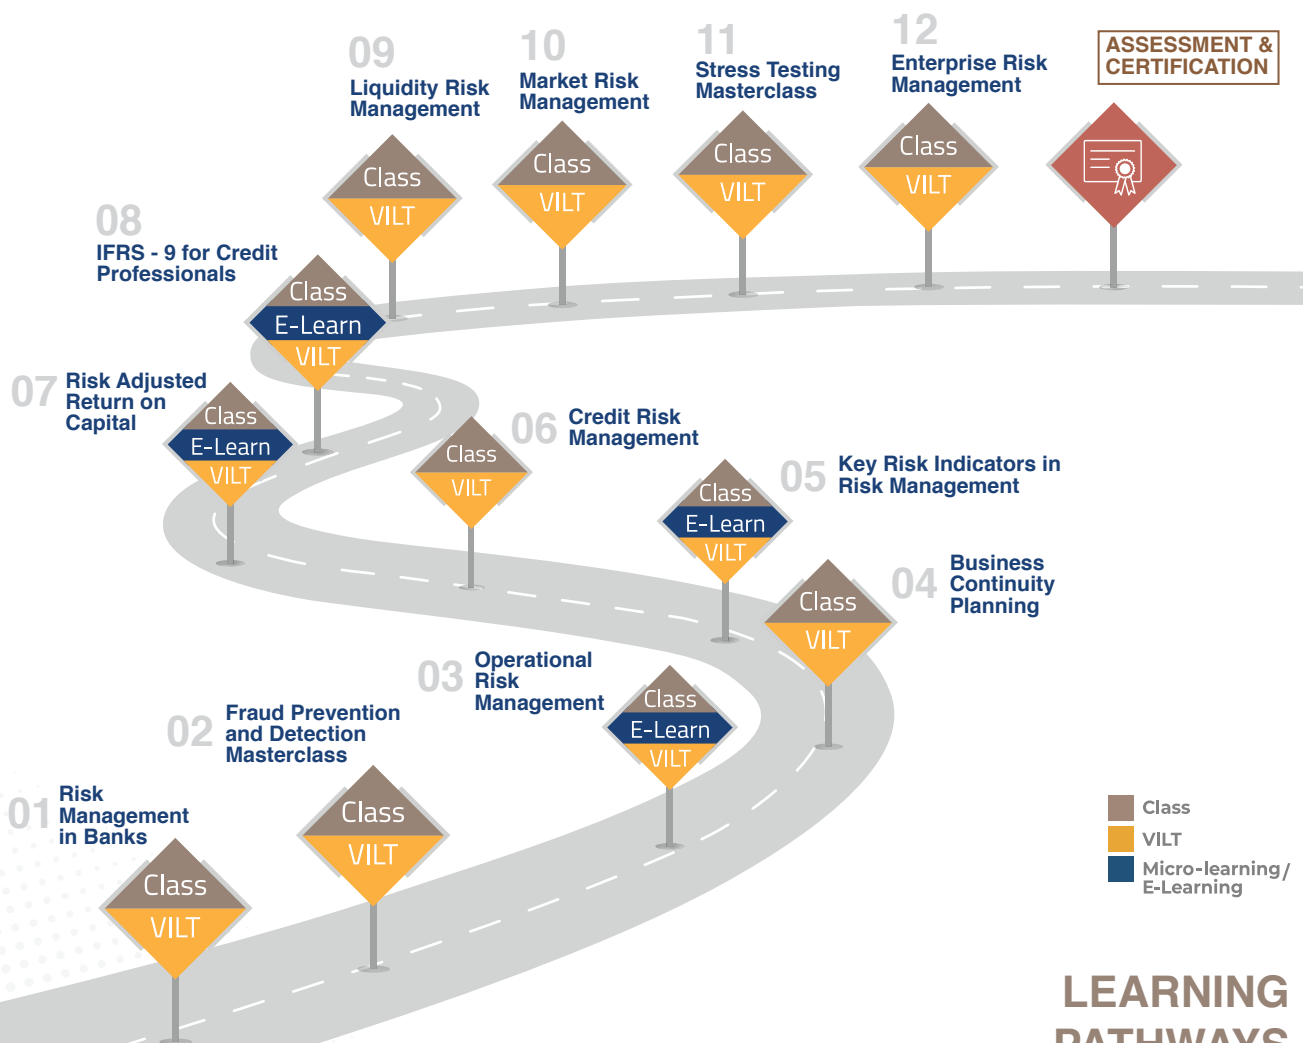 09
Liquidity Risk
Management
Class
VILT
10
Market Risk
Management
Class
VILT
11
Stress Testing
Masterclass
Class
VILT
12
Enterprise Risk
Management
Class
VILT
ASSESSMENT &
CERTIFICATION
08
IFRS - 9 for Credit
Professionals
Class
E-Learn
VILT
07
Risk Adjusted
Return on
Capital
Class
E-Learn
VILT
06
Credit Risk
Management
Class
VILT
05
Key Risk Indicators in
Risk Management
Class
E-Learn
VILT
04
Business
Continuity
Planning
Class
VILT
03
Operational
Risk
Management
Class
E-Learn
VILT
02
Fraud Prevention
and Detection
Masterclass
Class
VILT
01
Risk
Management
in Banks
Class
VILT
Class
VILT
Micro-learning/
E-Learning
LEARNING
PATHWAYS